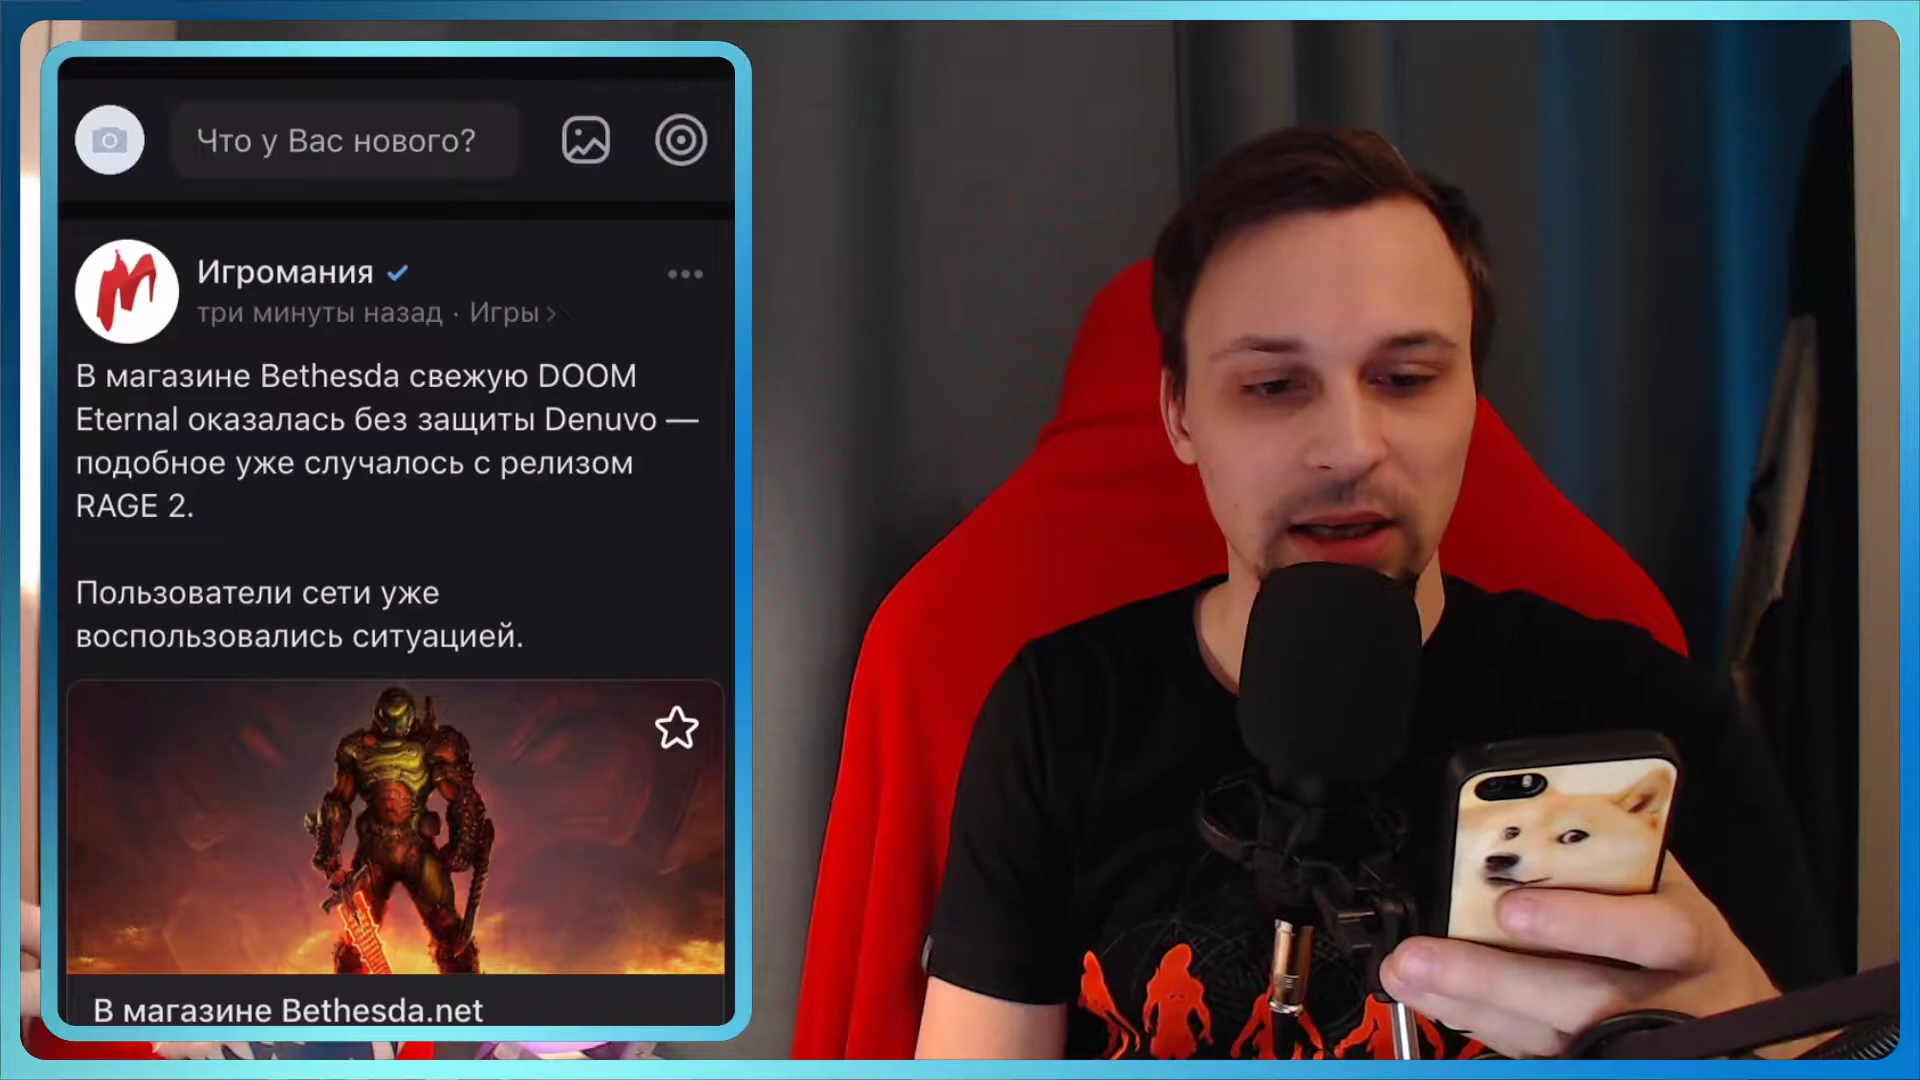 Что у Вас нового?
Игромания
три минуты назад · Игры
В магазине Bethesda свежую DOOM
Eternal оказалась без защиты Denuvo —
подобное уже случалось с релизом
RAGE 2.
Пользователи сети уже
воспользовались ситуацией.
В магазине Bethesda.net